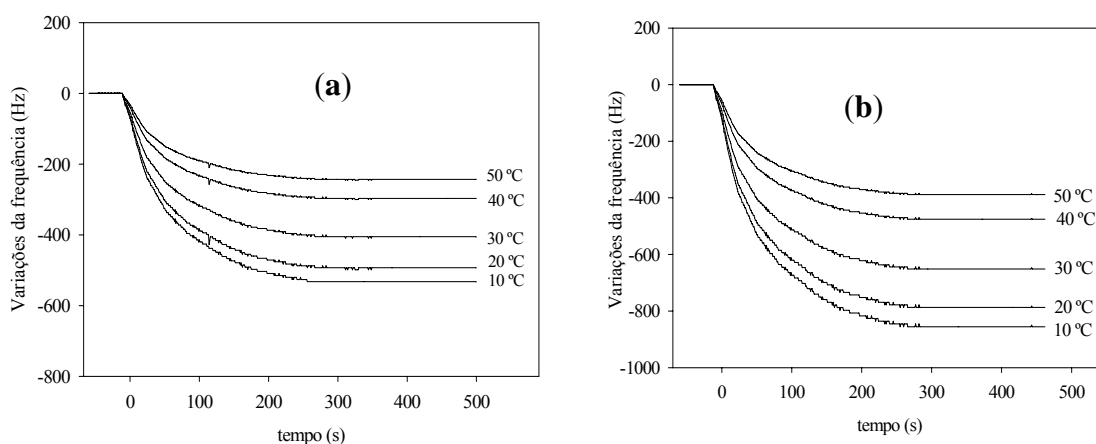 200
0
-200
-400
-600
-800
Variações da frequência (Hz)
(a)
50 ºC
40 ºC
30 ºC
20 ºC
10 ºC
0 100 200 300 400 500
tempo (s)
200
0
-200
-400
-600
-800
-1000
Variações da frequência (Hz)
(b)
50 ºC
40 ºC
30 ºC
20 ºC
10 ºC
0 100 200 300 400 500
tempo (s)